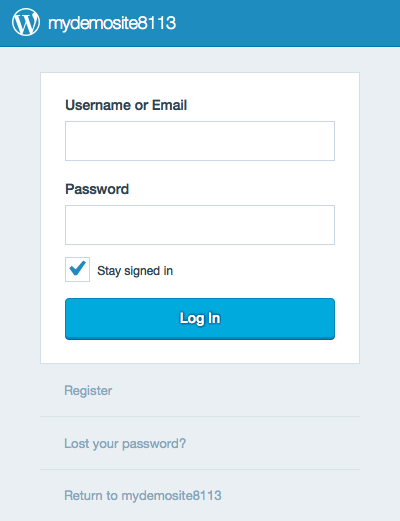 mydemosite8113
Username or Email
Password
Stay signed in
Log In
Register
Lost your password?
Return to mydemosite8113